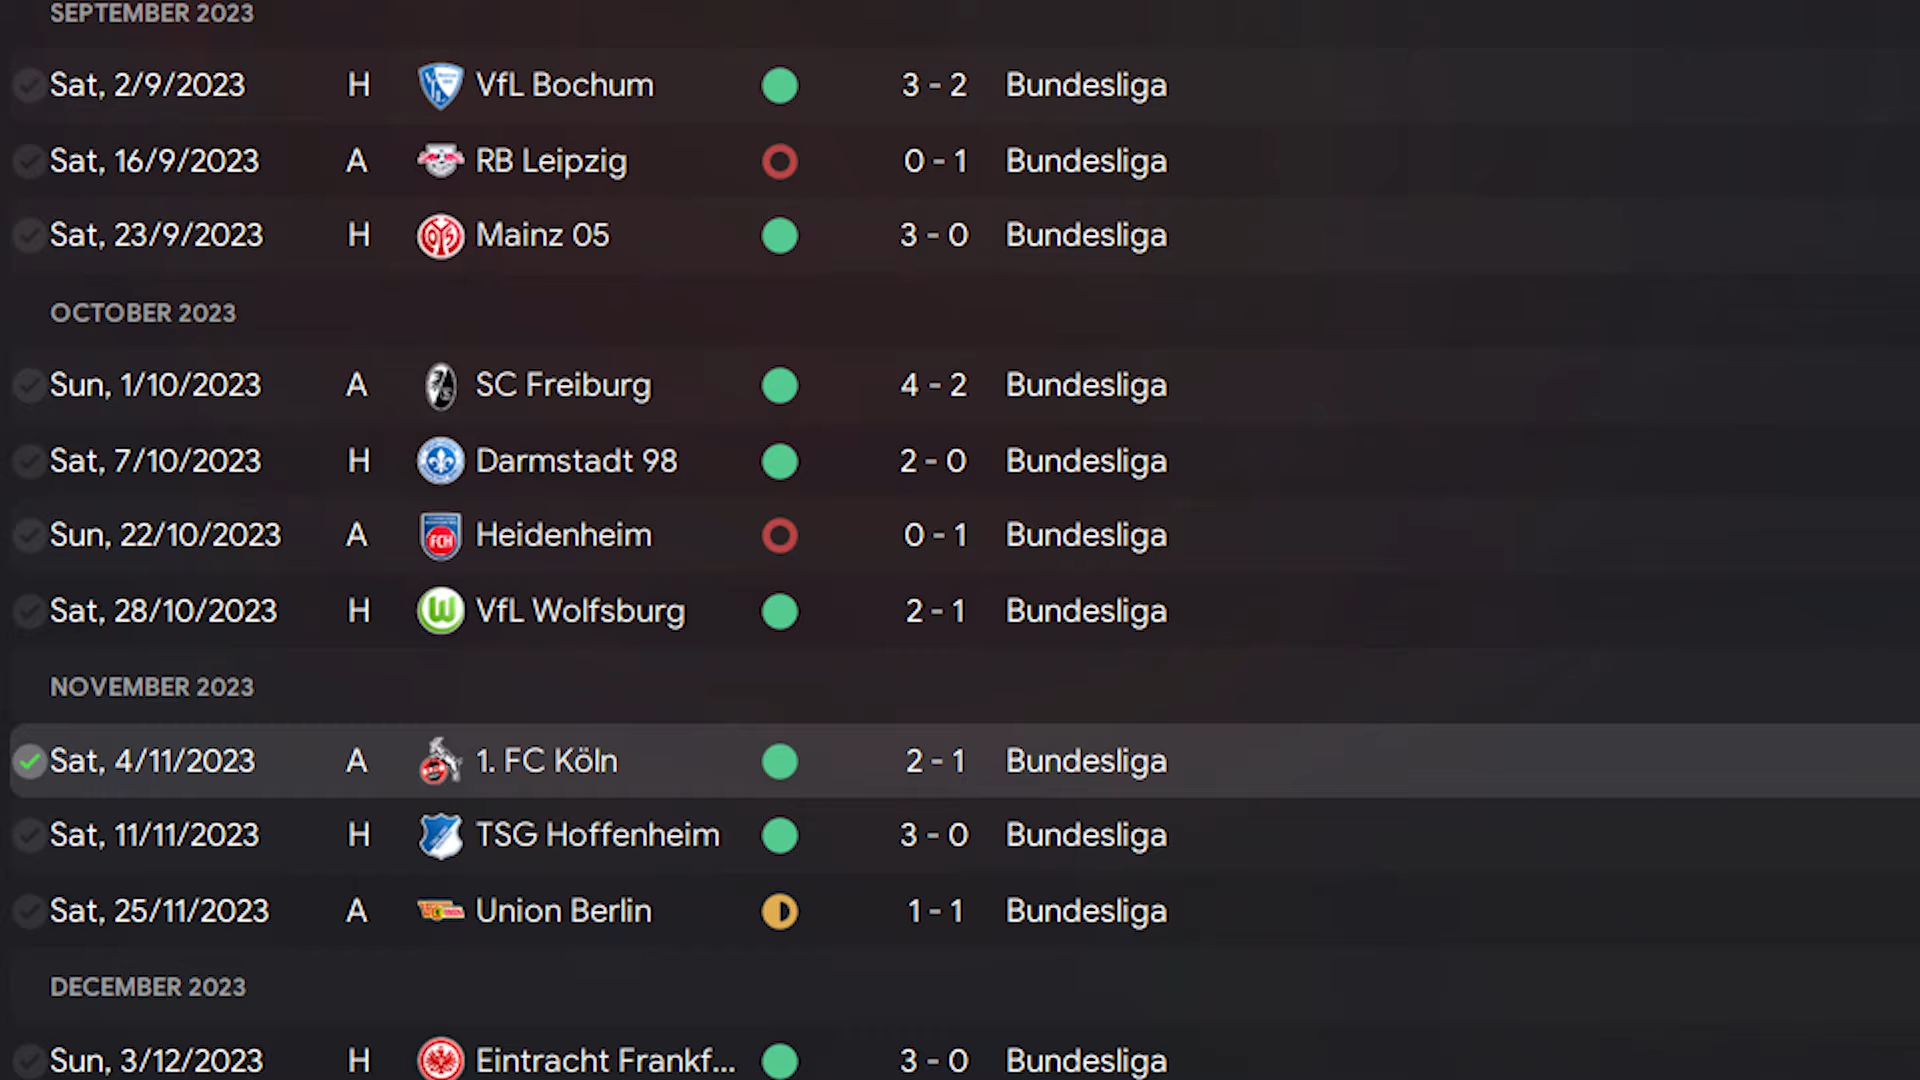 SEPTEMBER 2023
Sat, 2/9/2023 H VfL Bochum 3 - 2 Bundesliga
Sat, 16/9/2023 A RB Leipzig 0 - 1 Bundesliga
Sat, 23/9/2023 H Mainz 05 3 - 0 Bundesliga
OCTOBER 2023
Sun, 1/10/2023 A SC Freiburg 4 - 2 Bundesliga
Sat, 7/10/2023 H Darmstadt 98 2 - 0 Bundesliga
Sun, 22/10/2023 A FCH Heidenheim 0 - 1 Bundesliga
Sat, 28/10/2023 H VfL Wolfsburg 2 - 1 Bundesliga
NOVEMBER 2023
Sat, 4/11/2023 A 1. FC Köln 2 - 1 Bundesliga
Sat, 11/11/2023 H TSG Hoffenheim 3 - 0 Bundesliga
Sat, 25/11/2023 A Union Berlin 1 - 1 Bundesliga
DECEMBER 2023
Sun, 3/12/2023 H Eintracht Frankf... 3 - 0 Bundesliga